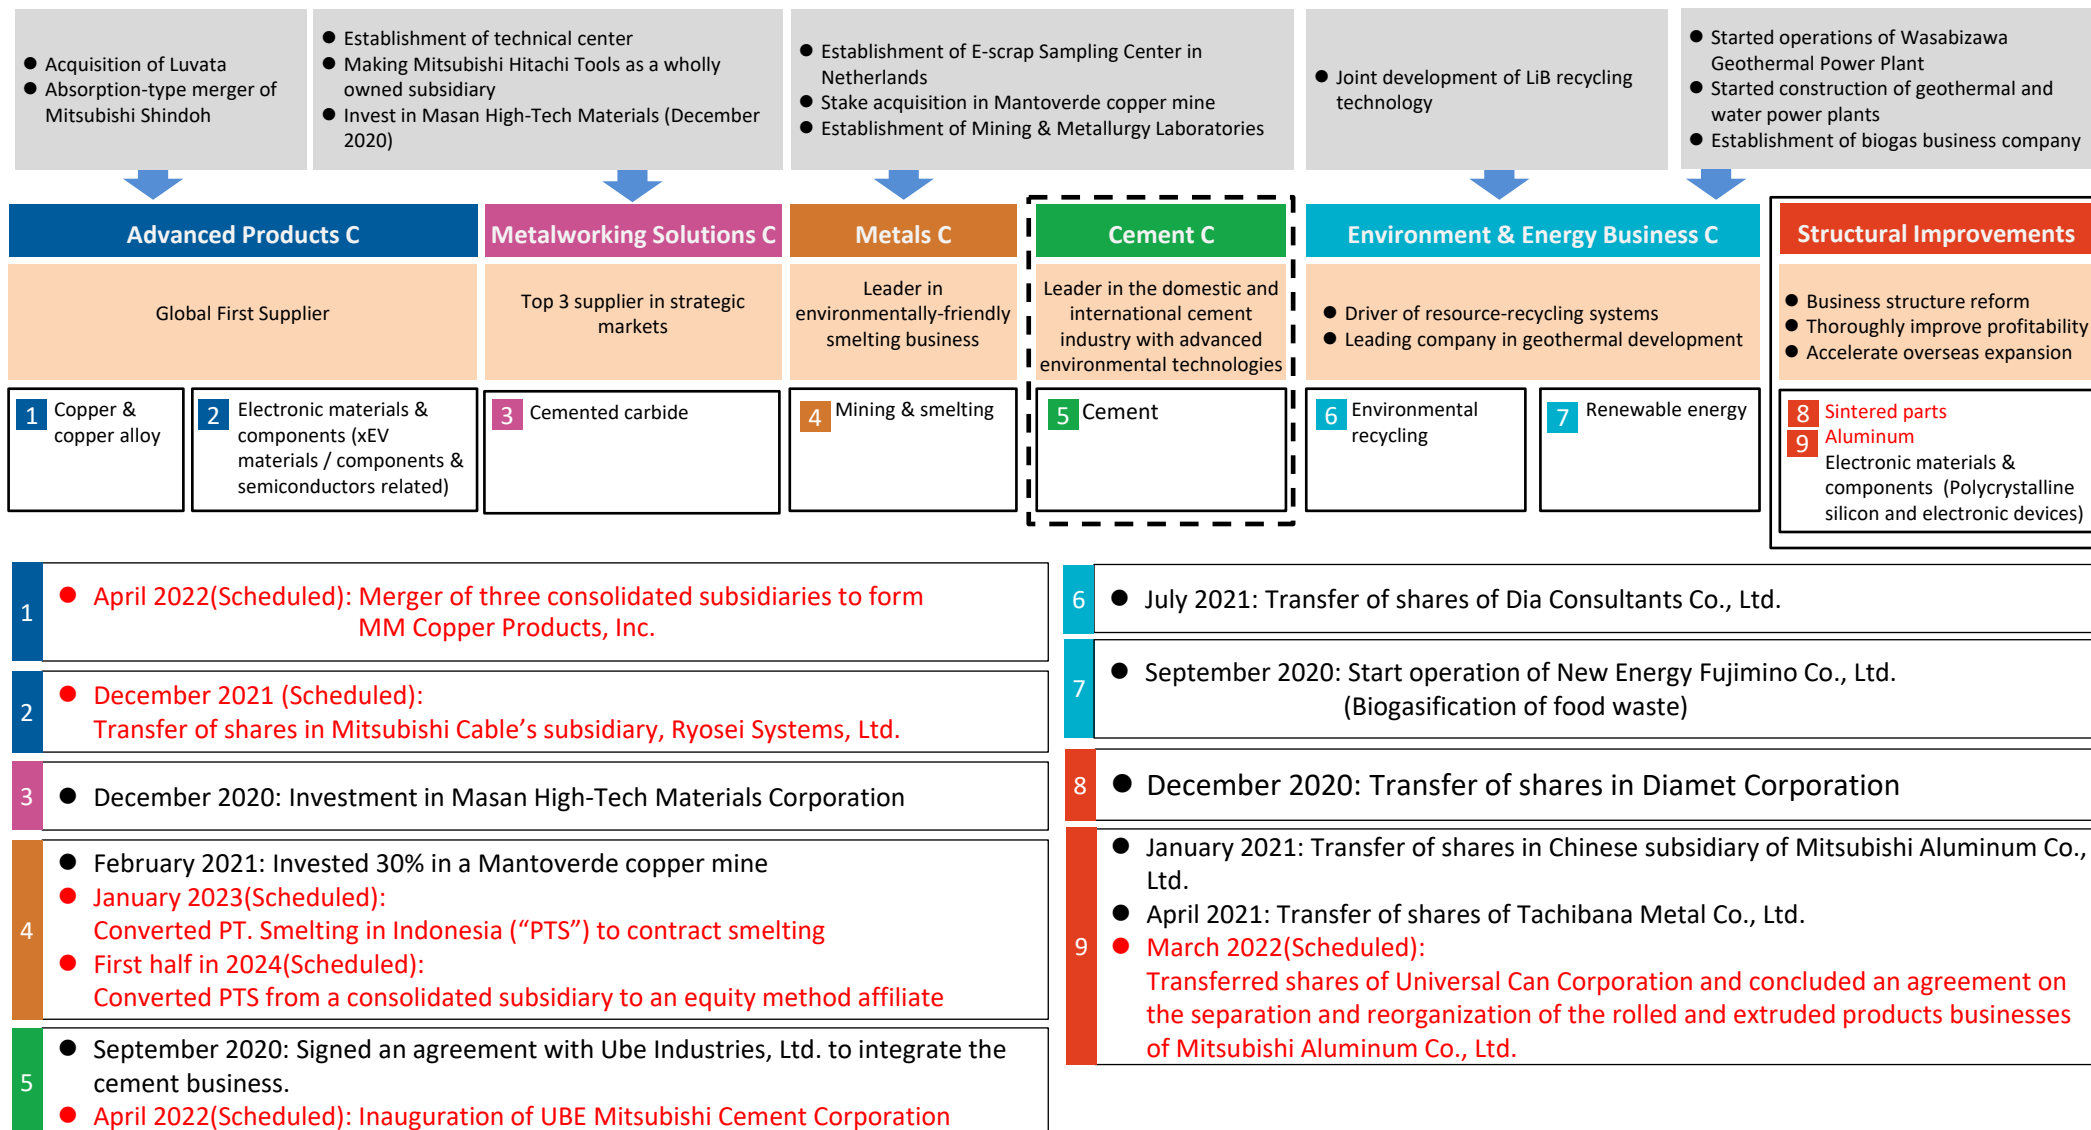 ● Acquisition of Luvata
● Absorption-type merger of
Mitsubishi Shindoh
● Establishment of technical center
● Making Mitsubishi Hitachi Tools as a wholly
owned subsidiary
● Invest in Masan High-Tech Materials (December
2020)
● Establishment of E-scrap Sampling Center in
Netherlands
● Stake acquisition in Mantoverde copper mine
● Establishment of Mining & Metallurgy Laboratories
● Joint development of LiB recycling
technology
● Started operations of Wasabizawa
Geothermal Power Plant
● Started construction of geothermal and
water power plants
● Establishment of biogas business company
Advanced Products C
Metalworking Solutions C
Metals C
Cement C
Environment & Energy Business C
Structural Improvements
Global First Supplier
Top 3 supplier in strategic
markets
Leader in
environmentally-friendly
smelting business
Leader in the domestic and
international cement
industry with advanced
environmental technologies
● Driver of resource-recycling systems
● Leading company in geothermal development
● Business structure reform
● Thoroughly improve profitability
● Accelerate overseas expansion
1 Copper &
copper alloy
2 Electronic materials &
components (xEV
materials / components &
semiconductors related)
3 Cemented carbide
4 Mining & smelting
5 Cement
6 Environmental
recycling
7 Renewable energy
8 Sintered parts
9 Aluminum
Electronic materials &
components (Polycrystalline
silicon and electronic devices)
1
● April 2022(Scheduled): Merger of three consolidated subsidiaries to form
MM Copper Products, Inc.
2
● December 2021 (Scheduled):
Transfer of shares in Mitsubishi Cable’s subsidiary, Ryosei Systems, Ltd.
3
● December 2020: Investment in Masan High-Tech Materials Corporation
4
● February 2021: Invested 30% in a Mantoverde copper mine
● January 2023(Scheduled):
Converted PT. Smelting in Indonesia (“PTS”) to contract smelting
● First half in 2024(Scheduled):
Converted PTS from a consolidated subsidiary to an equity method affiliate
5
● September 2020: Signed an agreement with Ube Industries, Ltd. to integrate the
cement business.
● April 2022(Scheduled): Inauguration of UBE Mitsubishi Cement Corporation
6
● July 2021: Transfer of shares of Dia Consultants Co., Ltd.
7
● September 2020: Start operation of New Energy Fujimino Co., Ltd.
(Biogasification of food waste)
8
● December 2020: Transfer of shares in Diamet Corporation
9
● January 2021: Transfer of shares in Chinese subsidiary of Mitsubishi Aluminum Co.,
Ltd.
● April 2021: Transfer of shares of Tachibana Metal Co., Ltd.
● March 2022(Scheduled):
Transferred shares of Universal Can Corporation and concluded an agreement on
the separation and reorganization of the rolled and extruded products businesses
of Mitsubishi Aluminum Co., Ltd.